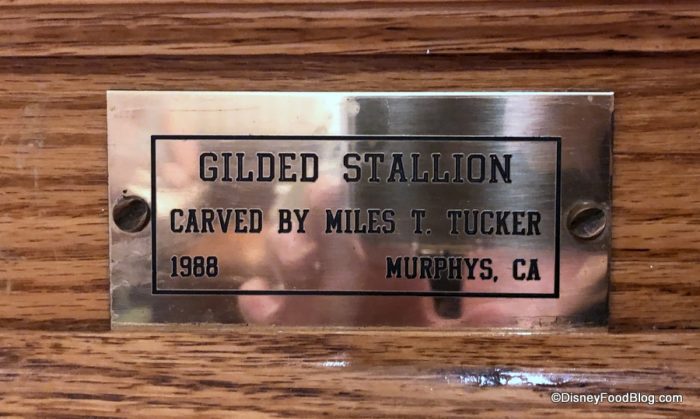 GILDED STALLION
CARVED BY MILES T. TUCKER
1988 MURPHYS, CA
©DisneyFoodBlog.com